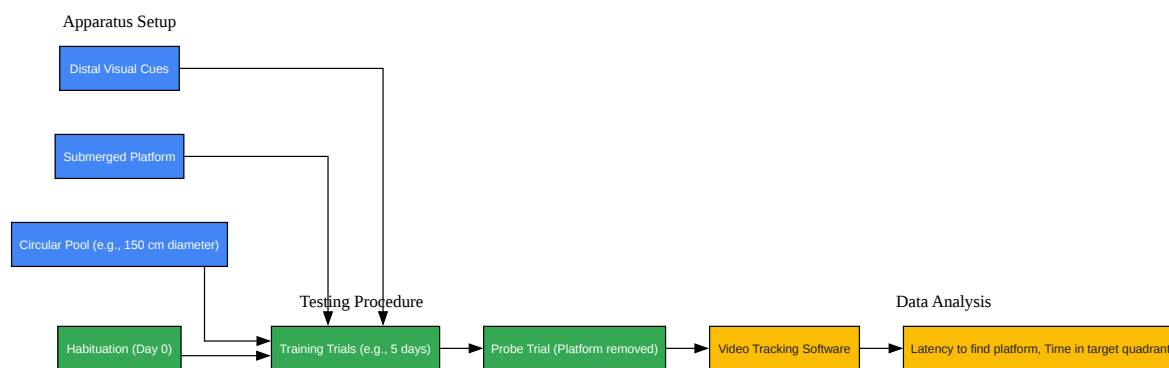 Apparatus Setup
Distal Visual Cues
Submerged Platform
Circular Pool (e.g., 150 cm diameter)
Testing Procedure
Data Analysis
Habituation (Day 0)
Training Trials (e.g., 5 days)
Probe Trial (Platform removed)
Video Tracking Software
Latency to find platform, Time in target quadrant